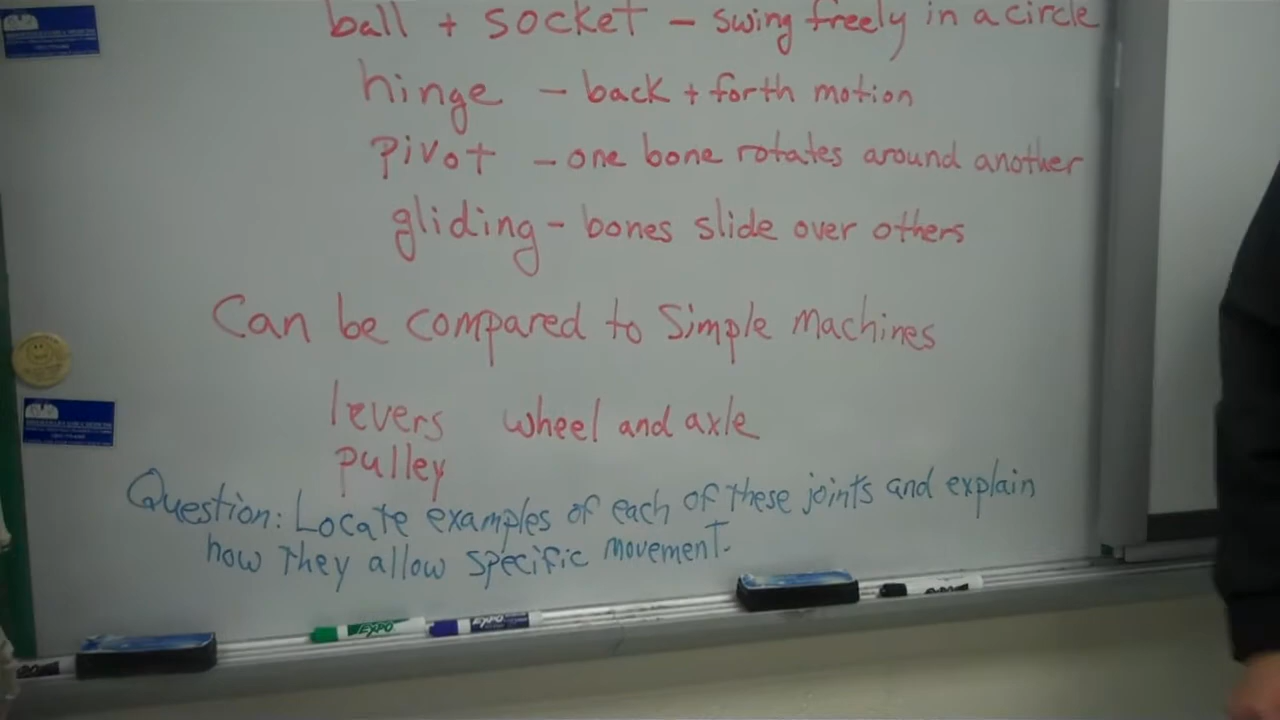 ball + socket - swing freely in a circle
hinge - back + forth motion
pivot - one bone rotates around another
gliding - bones slide over others
Can be compared to Simple Machines
levers wheel and axle
pulley
Question: Locate examples of each of these joints and explain
how they allow specific movement.
EXPO
EXPO